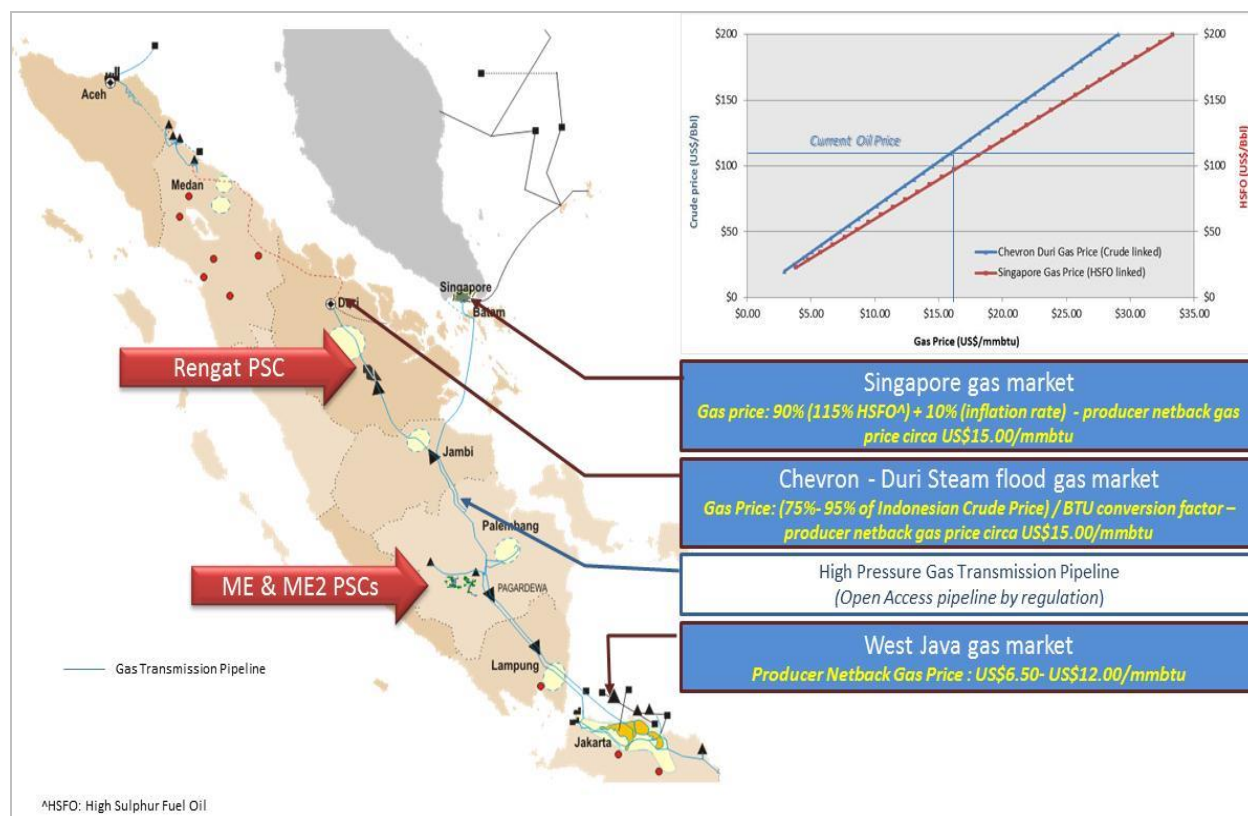 Aceh
Medan
Duri
Singapore
Batam
Rengat PSC
Jambi
Palembang
ME & ME2 PSCs
PAGARDEWA
Lampung
Gas Transmission Pipeline
Jakarta
^HSFO: High Sulphur Fuel Oil
$200
$150
$100
$50
$0
Crude price (US$/Bbl)
Current Oil Price
Chevron Duri Gas Price (Crude linked)
Singapore Gas Price (HSFO linked)
$200
$150
$100
$50
$0
HSFO (US$/Bbl)
$0.00 $5.00 $10.00 $15.00 $20.00 $25.00 $30.00 $35.00
Gas Price (US$/mmbtu)
Singapore gas market
Gas price: 90% (115% HSFO^) + 10% (inflation rate) - producer netback gas
price circa US$15.00/mmbtu
Chevron - Duri Steam flood gas market
Gas Price: (75%- 95% of Indonesian Crude Price) / BTU conversion factor –
producer netback gas price circa US$15.00/mmbtu
High Pressure Gas Transmission Pipeline
(Open Access pipeline by regulation)
West Java gas market
Producer Netback Gas Price : US$6.50- US$12.00/mmbtu